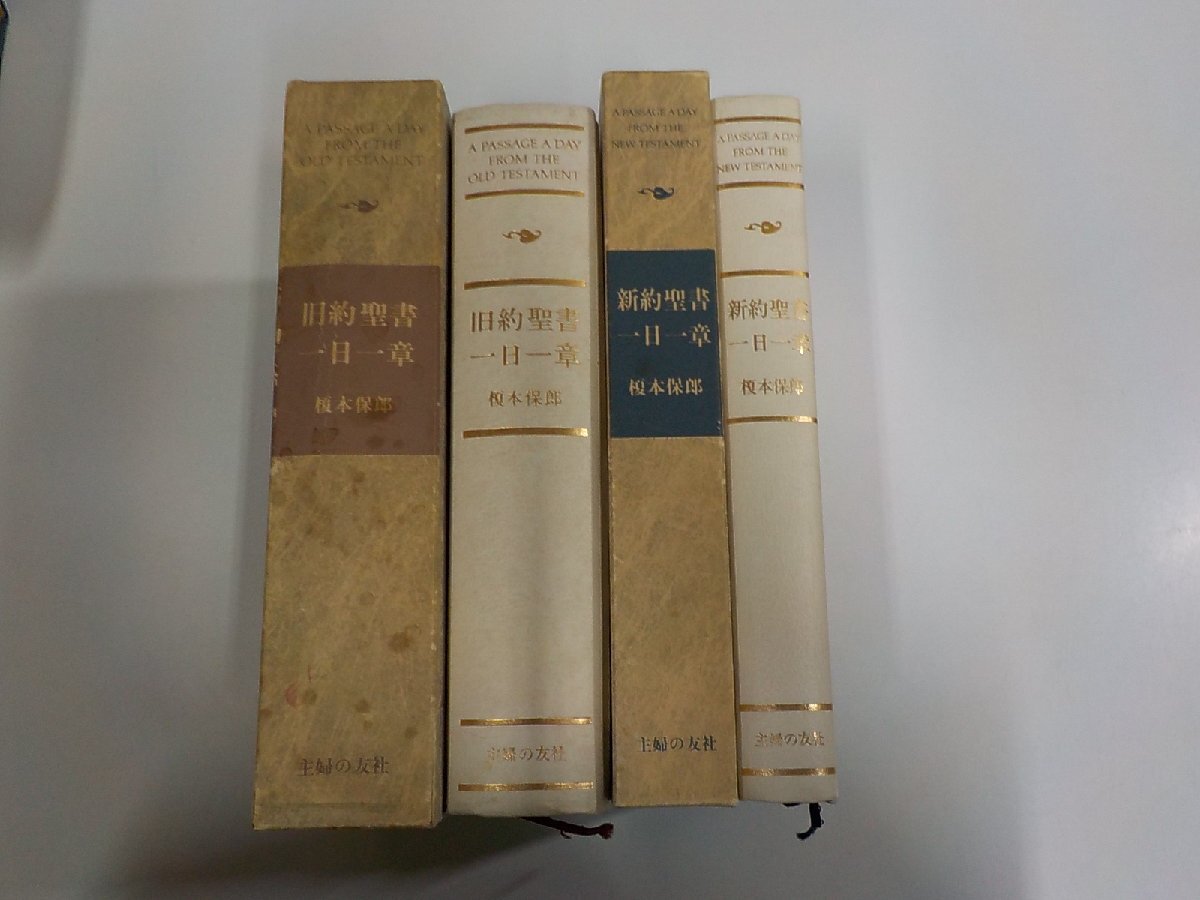 A PASSAGE A DAY
FROM THE
OLD TESTAMENT
旧約聖書
一日一章
榎本保郎
主婦の友社
A PASSAGE A DAY
FROM THE
OLD TESTAMENT
旧約聖書
一日一章
榎本保郎
主婦の友社
A PASSAGE A DAY
FROM THE
NEW TESTAMENT
新約聖書
一日一章
榎本保郎
主婦の友社
A PASSAGE A DAY
FROM THE
NEW TESTAMENT
新約聖書
一日一章
榎本保郎
主婦の友社